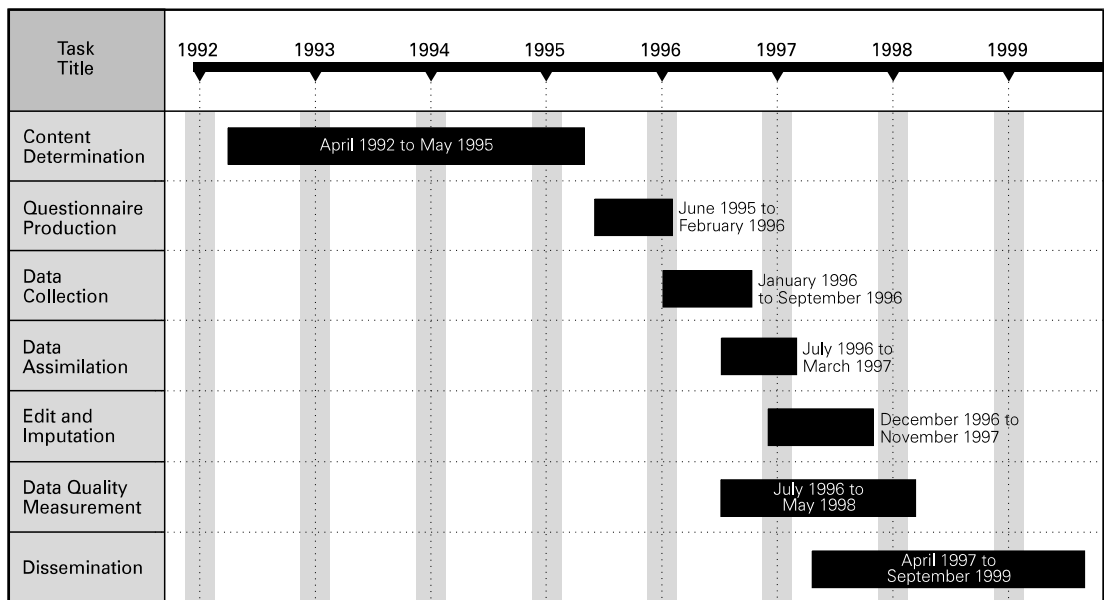 Task
Title
1992 1993 1994 1995 1996 1997 1998 1999
Content
Determination
April 1992 to May 1995
Questionnaire
Production
June 1995 to
February 1996
Data
Collection
January 1996
to September 1996
Data
Assimilation
July 1996 to
March 1997
Edit and
Imputation
December 1996 to
November 1997
Data Quality
Measurement
July 1996 to
May 1998
Dissemination
April 1997 to
September 1999